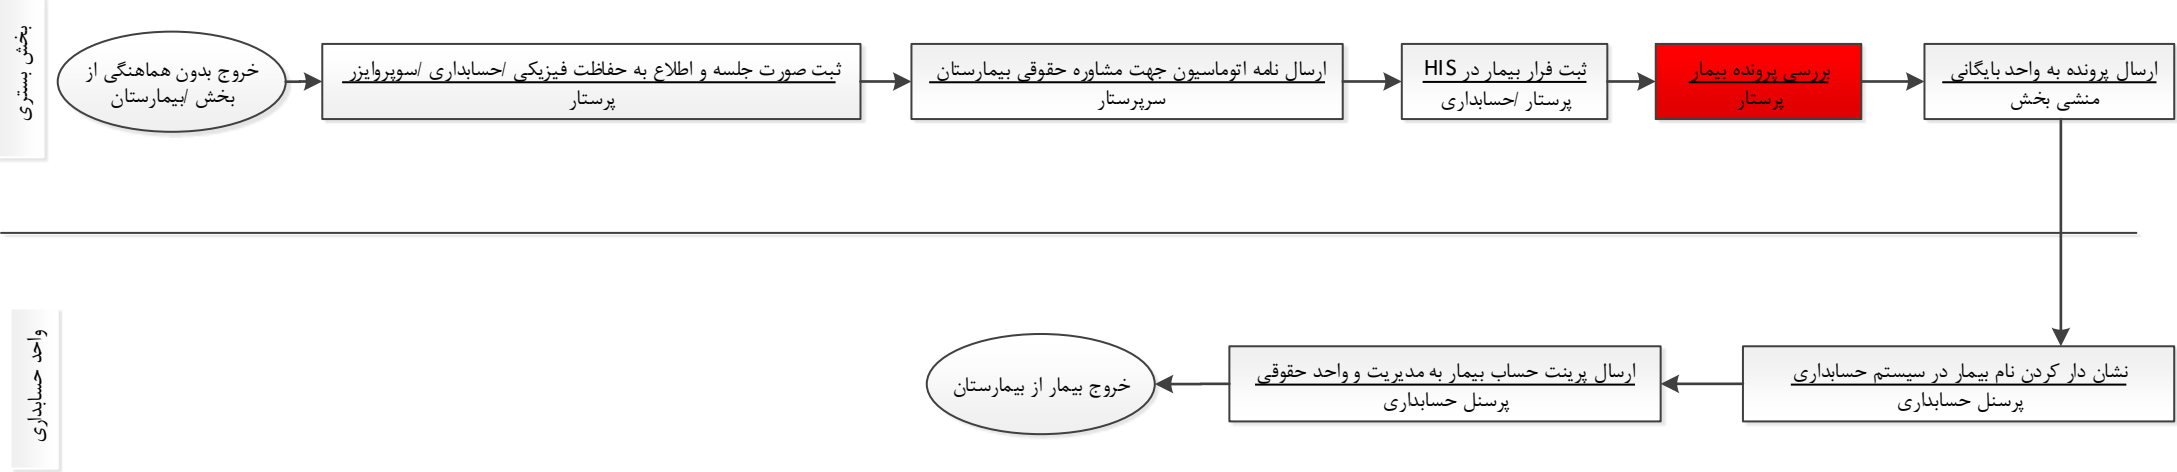 بخش بستری
خروج بدون هماهنگی از
بخش /بیمارستان
ثبت صورت جلسه و اطلاع به حفاظت فیزیکی /حسابداری /سوپروایزر
پرستار
ارسال نامه اتوماسیون جهت مشاوره حقوقی بیمارستان
سرپرستار
ثبت فرار بیمار در HIS
پرستار /حسابداری
بررسی پرونده بیمار
پرستار
ارسال پرونده به واحد بایگانی
منشی بخش
واحد حسابداری
نشان دار کردن نام بیمار در سیستم حسابداری
پرسنل حسابداری
ارسال پرینت حساب بیمار به مدیریت و واحد حقوقی
پرسنل حسابداری
خروج بیمار از بیمارستان